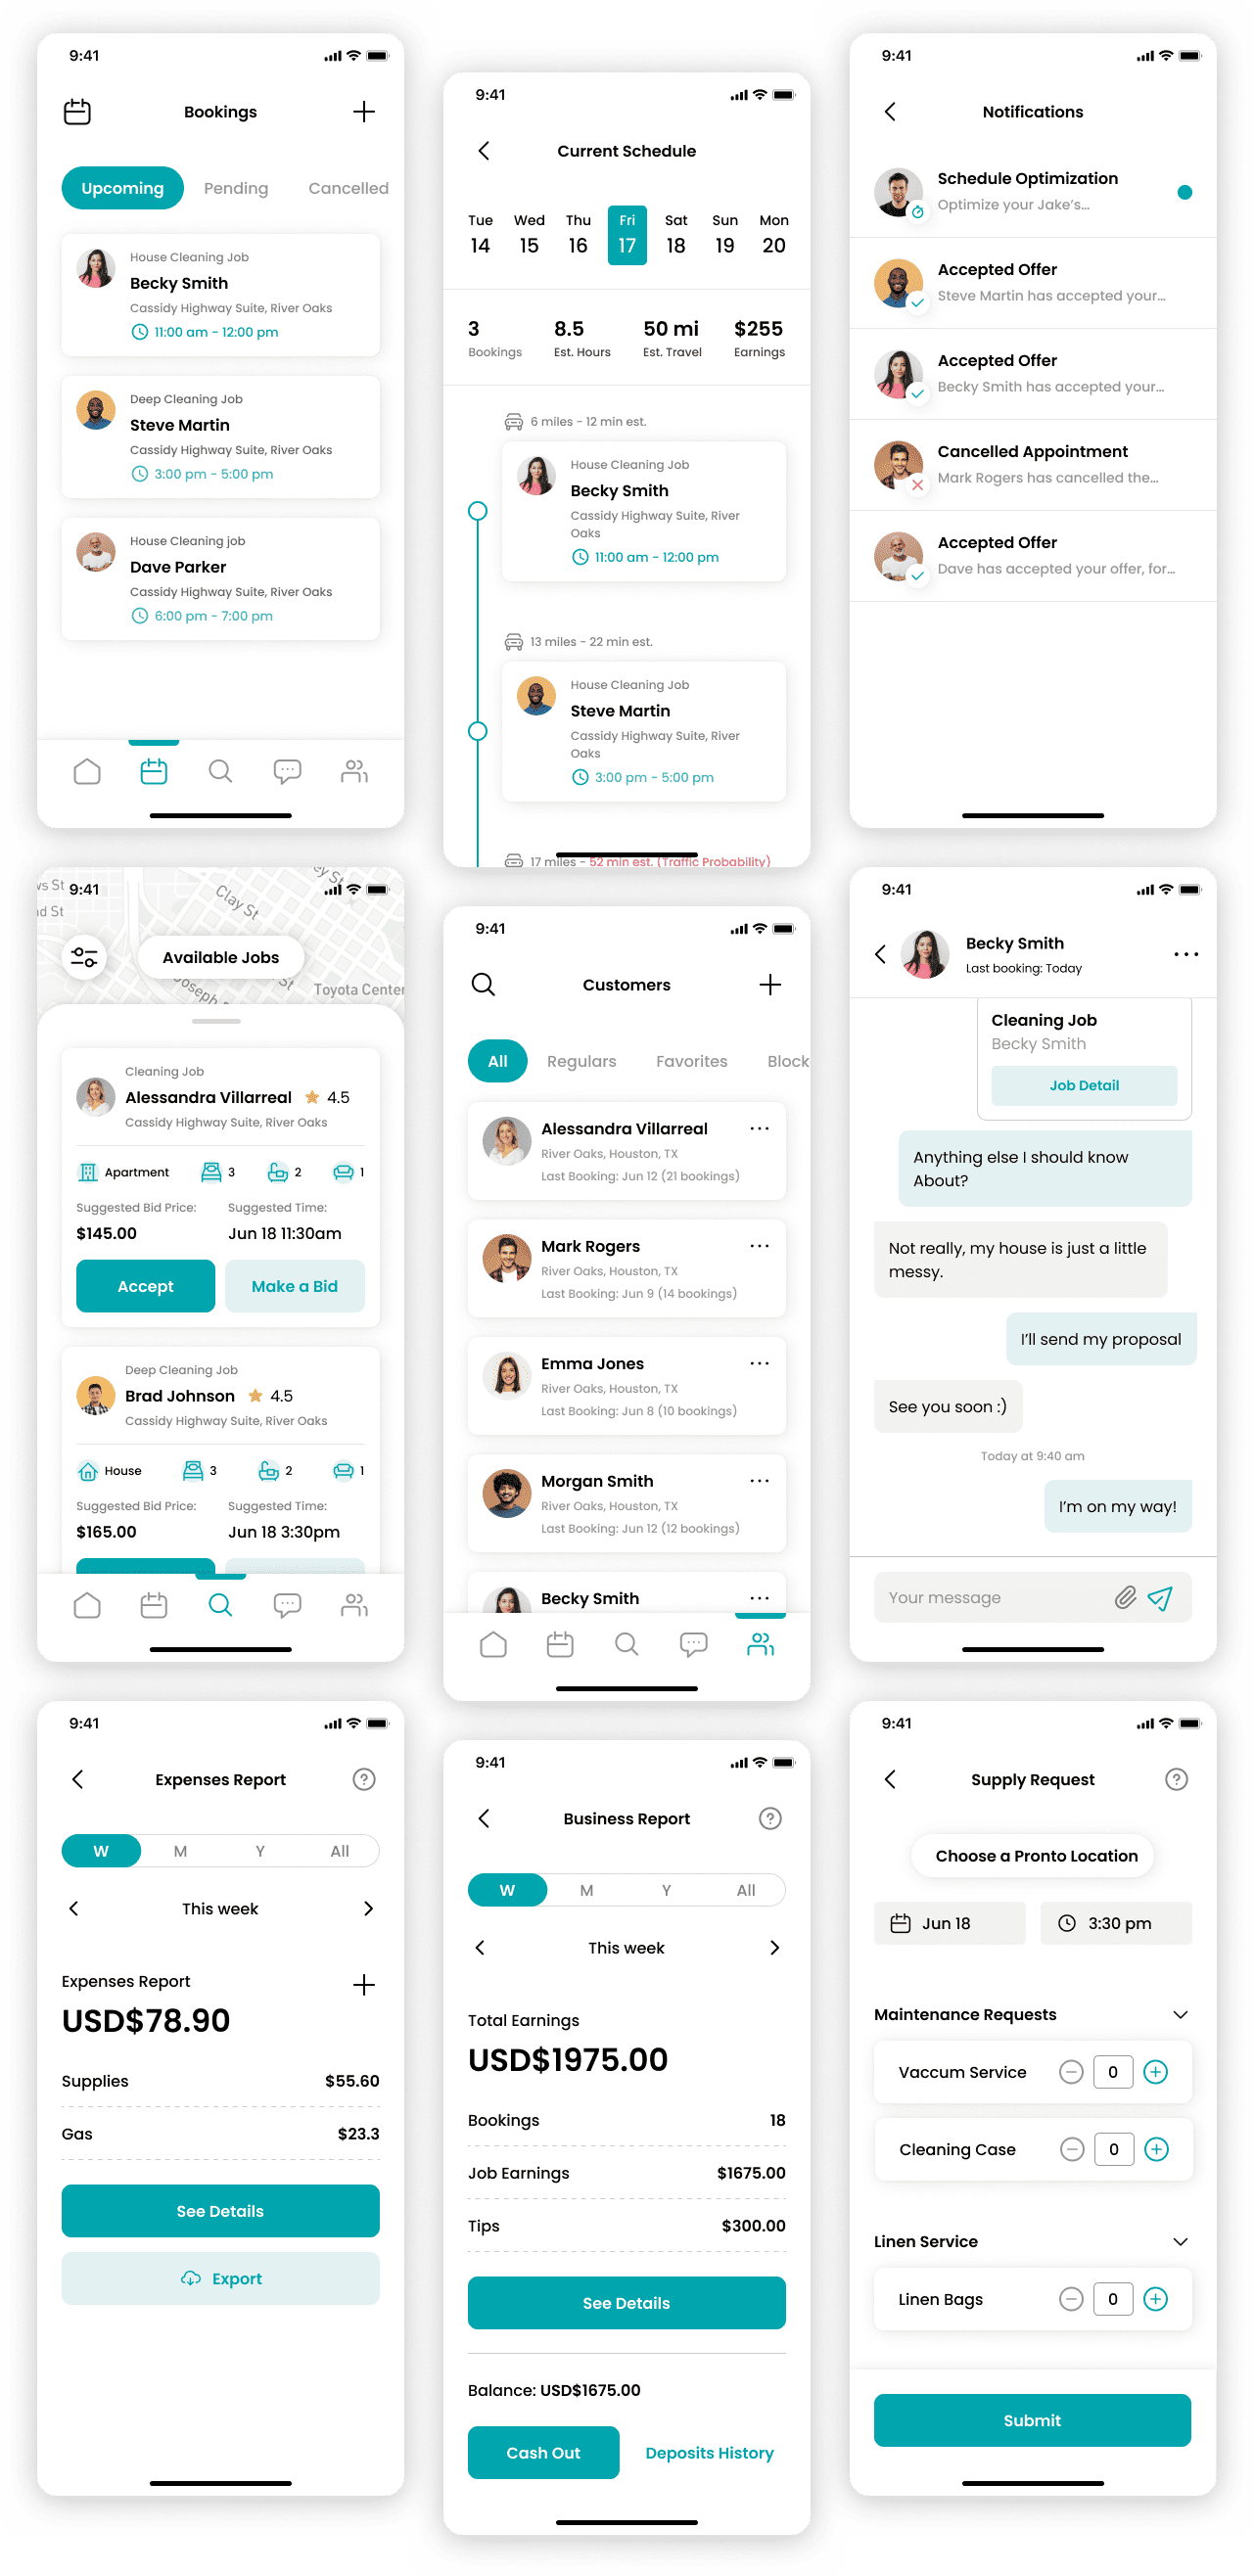 9:41
Bookings
Upcoming Pending Cancelled
House Cleaning Job
Becky Smith
Cassidy Highway Suite, River Oaks
11:00 am - 12:00 pm
Deep Cleaning Job
Steve Martin
Cassidy Highway Suite, River Oaks
3:00 pm - 5:00 pm
House Cleaning job
Dave Parker
Cassidy Highway Suite, River Oaks
6:00 pm - 7:00 pm
9:41
Current Schedule
Tue Wed Thu Fri Sat Sun Mon
14 15 16 17 18 19 20
3 8.5 50 mi $255
Bookings Est. Hours Est. Travel Earnings
6 miles - 12 min est.
House Cleaning Job
Becky Smith
Cassidy Highway Suite, River
Oaks
11:00 am - 12:00 pm
13 miles - 22 min est.
House Cleaning Job
Steve Martin
Cassidy Highway Suite, River
Oaks
3:00 pm - 5:00 pm
17 miles - 52 min est. (Traffic Probability)
9:41
Notifications
Schedule Optimization
Optimize your Jake's...
Accepted Offer
Steve Martin has accepted your...
Accepted Offer
Becky Smith has accepted your...
Cancelled Appointment
Mark Rogers has cancelled the...
Accepted Offer
Dave has accepted your offer, for...
9:41
ws St
nd St
ey St
Clay St
Available Jobs
Joseph
St
Toyota Center
Cleaning Job
Alessandra Villarreal 4.5
Cassidy Highway Suite, River Oaks
Apartment 3 2 1
Suggested Bid Price: Suggested Time:
$145.00 Jun 18 11:30am
Accept Make a Bid
Deep Cleaning Job
Brad Johnson 4.5
Cassidy Highway Suite, River Oaks
House 3 2 1
Suggested Bid Price: Suggested Time:
$165.00 Jun 18 3:30pm
9:41
Customers
All Regulars Favorites Block
Alessandra Villarreal
River Oaks, Houston, TX
Last Booking: Jun 12 (21 bookings)
Mark Rogers
River Oaks, Houston, TX
Last Booking: Jun 9 (14 bookings)
Emma Jones
River Oaks, Houston, TX
Last Booking: Jun 8 (10 bookings)
Morgan Smith
River Oaks, Houston, TX
Last Booking: Jun 12 (12 bookings)
Becky Smith
9:41
Becky Smith
Last booking: Today
Cleaning Job
Becky Smith
Job Detail
Anything else I should know
About?
Not really, my house is just a little
messy.
I'll send my proposal
See you soon :)
Today at 9:40 am
I'm on my way!
Your message
9:41
Expenses Report
W M Y All
This week
Expenses Report
USD$78.90
Supplies $55.60
Gas $23.3
See Details
Export
9:41
Business Report
W M Y All
This week
Total Earnings
USD$1975.00
Bookings 18
Job Earnings $1675.00
Tips $300.00
See Details
Balance: USD$1675.00
Cash Out Deposits History
9:41
Supply Request
Choose a Pronto Location
Jun 18 3:30 pm
Maintenance Requests
Vaccum Service 0
Cleaning Case 0
Linen Service
Linen Bags 0
Submit